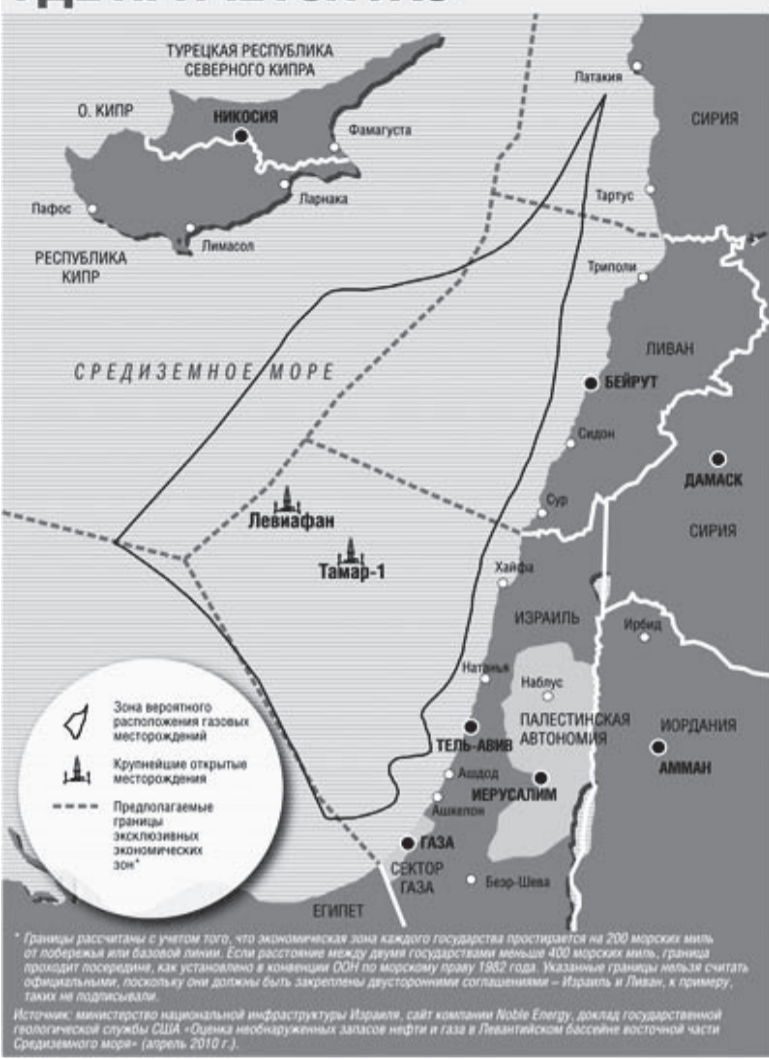 ТУРЕЦКАЯ РЕСПУБЛИКА
СЕВЕРНОГО КИПРА
Латакия
О. КИПР
НИКОСИЯ
СИРИЯ
Фамагуста
Тартус
Ларнака
Пафос
Лимасол
РЕСПУБЛИКА
КИПР
Триполи
ЛИВАН
СРЕДИЗЕМНОЕ МОРЕ
БЕЙРУТ
Сидон
ДАМАСК
Сур
Левиафан
СИРИЯ
Тамар-1
Хайфа
ИЗРАИЛЬ
Ирбид
Натанья
Наблус
ПАЛЕСТИНСКАЯ
АВТОНОМИЯ
ИОРДАНИЯ
ТЕЛЬ-АВИВ
АММАН
Ашдод
ИЕРУСАЛИМ
Ашкелон
ГАЗА
СЕКТОР
ГАЗА
Беэр-Шева
ЕГИПЕТ
Зона вероятного
расположения газовых
месторождений
Крупнейшие открытые
месторождения
Предполагаемые
границы
эксклюзивных
экономических
зон*
* Границы рассчитаны с учетом того, что экономическая зона каждого государства простирается на 200 морских миль
от побережья или базовой линии. Если расстояние между двумя государствами меньше 400 морских миль, граница
проходит посередине, как установлено в конвенции ООН по морскому праву 1982 года. Указанные границы нельзя считать
официальными, поскольку они должны быть закреплены двусторонними соглашениями – Израиль и Ливан, к примеру,
таких не подписывали.
Источник: министерство национальной инфраструктуры Израиля, сайт компании Noble Energy, доклад государственной
геологической службы США «Оценка необнаруженных запасов нефти и газа в Левантийском бассейне восточной части
Средиземного моря» (апрель 2010 г.).